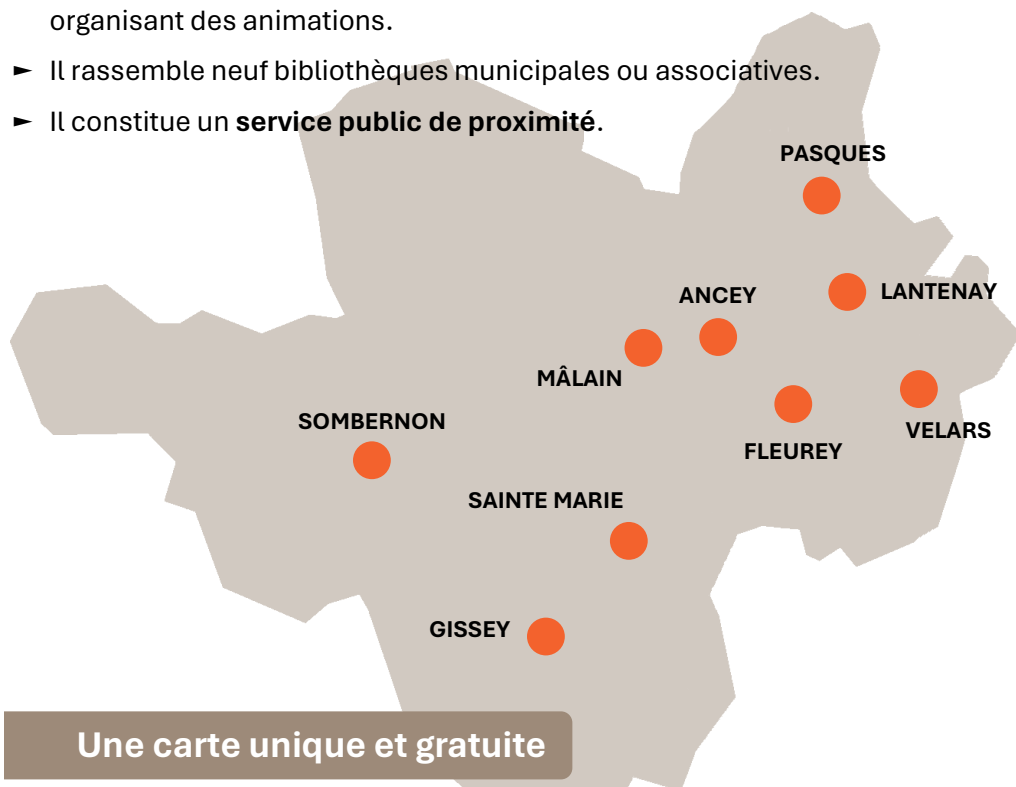 organisant des animations.
► Il rassemble neuf bibliothèques municipales ou associatives.
► Il constitue un service public de proximité.
PASQUES
LANTENAY
ANCEY
MÂLAIN
SOMBERNON
VELARS
FLEUREY
SAINTE MARIE
GISSEY
Une carte unique et gratuite